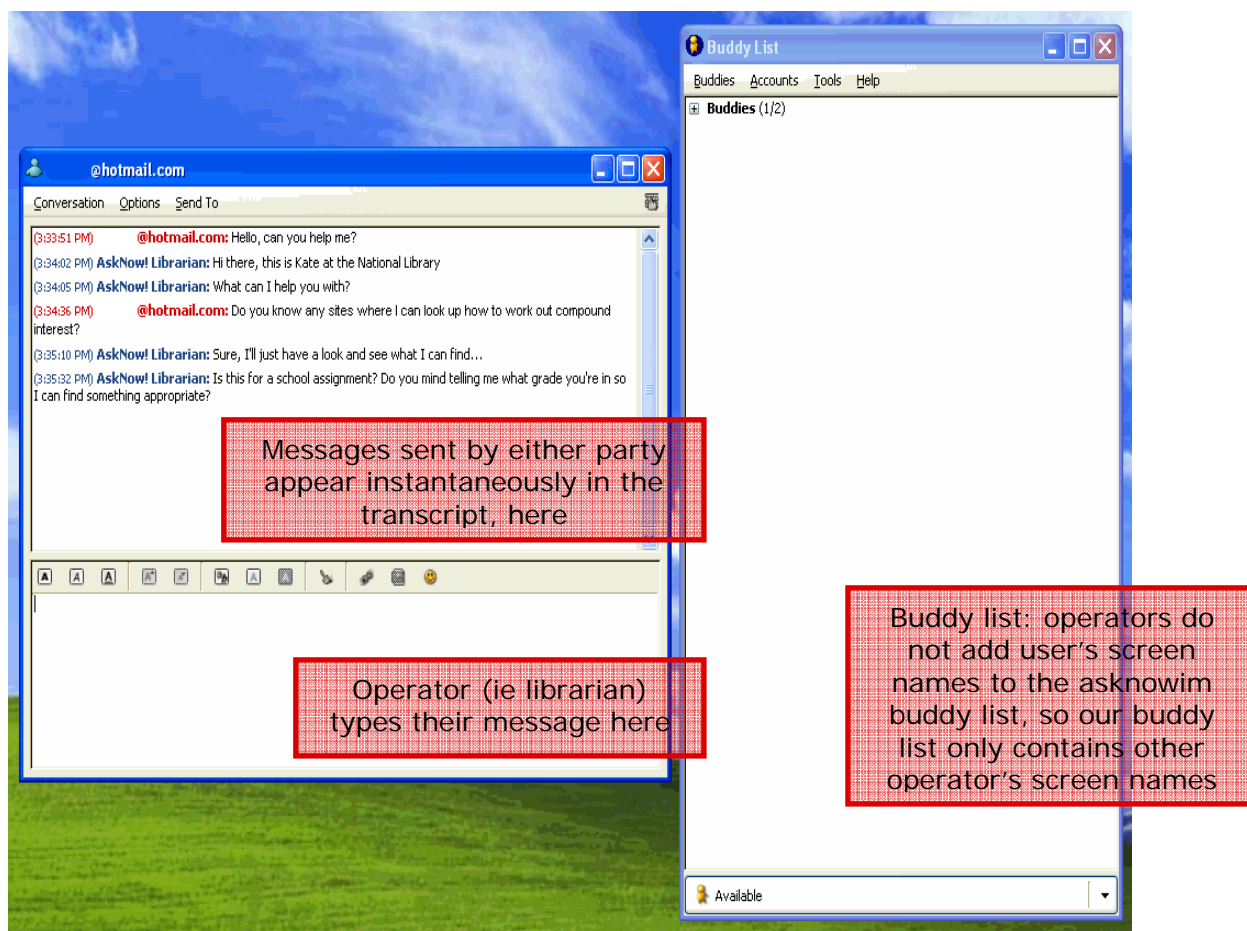 @hotmail.com
Conversation Options Send To
(3:33:51 PM) @hotmail.com: Hello, can you help me?
(3:34:02 PM) AskNow! Librarian: Hi there, this is Kate at the National Library
(3:34:05 PM) AskNow! Librarian: What can I help you with?
(3:34:36 PM) @hotmail.com: Do you know any sites where I can look up how to work out compound
interest?
(3:35:10 PM) AskNow! Librarian: Sure, I'll just have a look and see what I can find...
(3:35:32 PM) AskNow! Librarian: Is this for a school assignment? Do you mind telling me what grade you're in so
I can find something appropriate?
Messages sent by either party
appear instantaneously in the
transcript, here
Operator (ie librarian)
types their message here
Buddy List
Buddies Accounts Tools Help
Buddies (1/2)
Buddy list: operators do
not add user's screen
names to the asknowim
buddy list, so our buddy
list only contains other
operator's screen names
Available